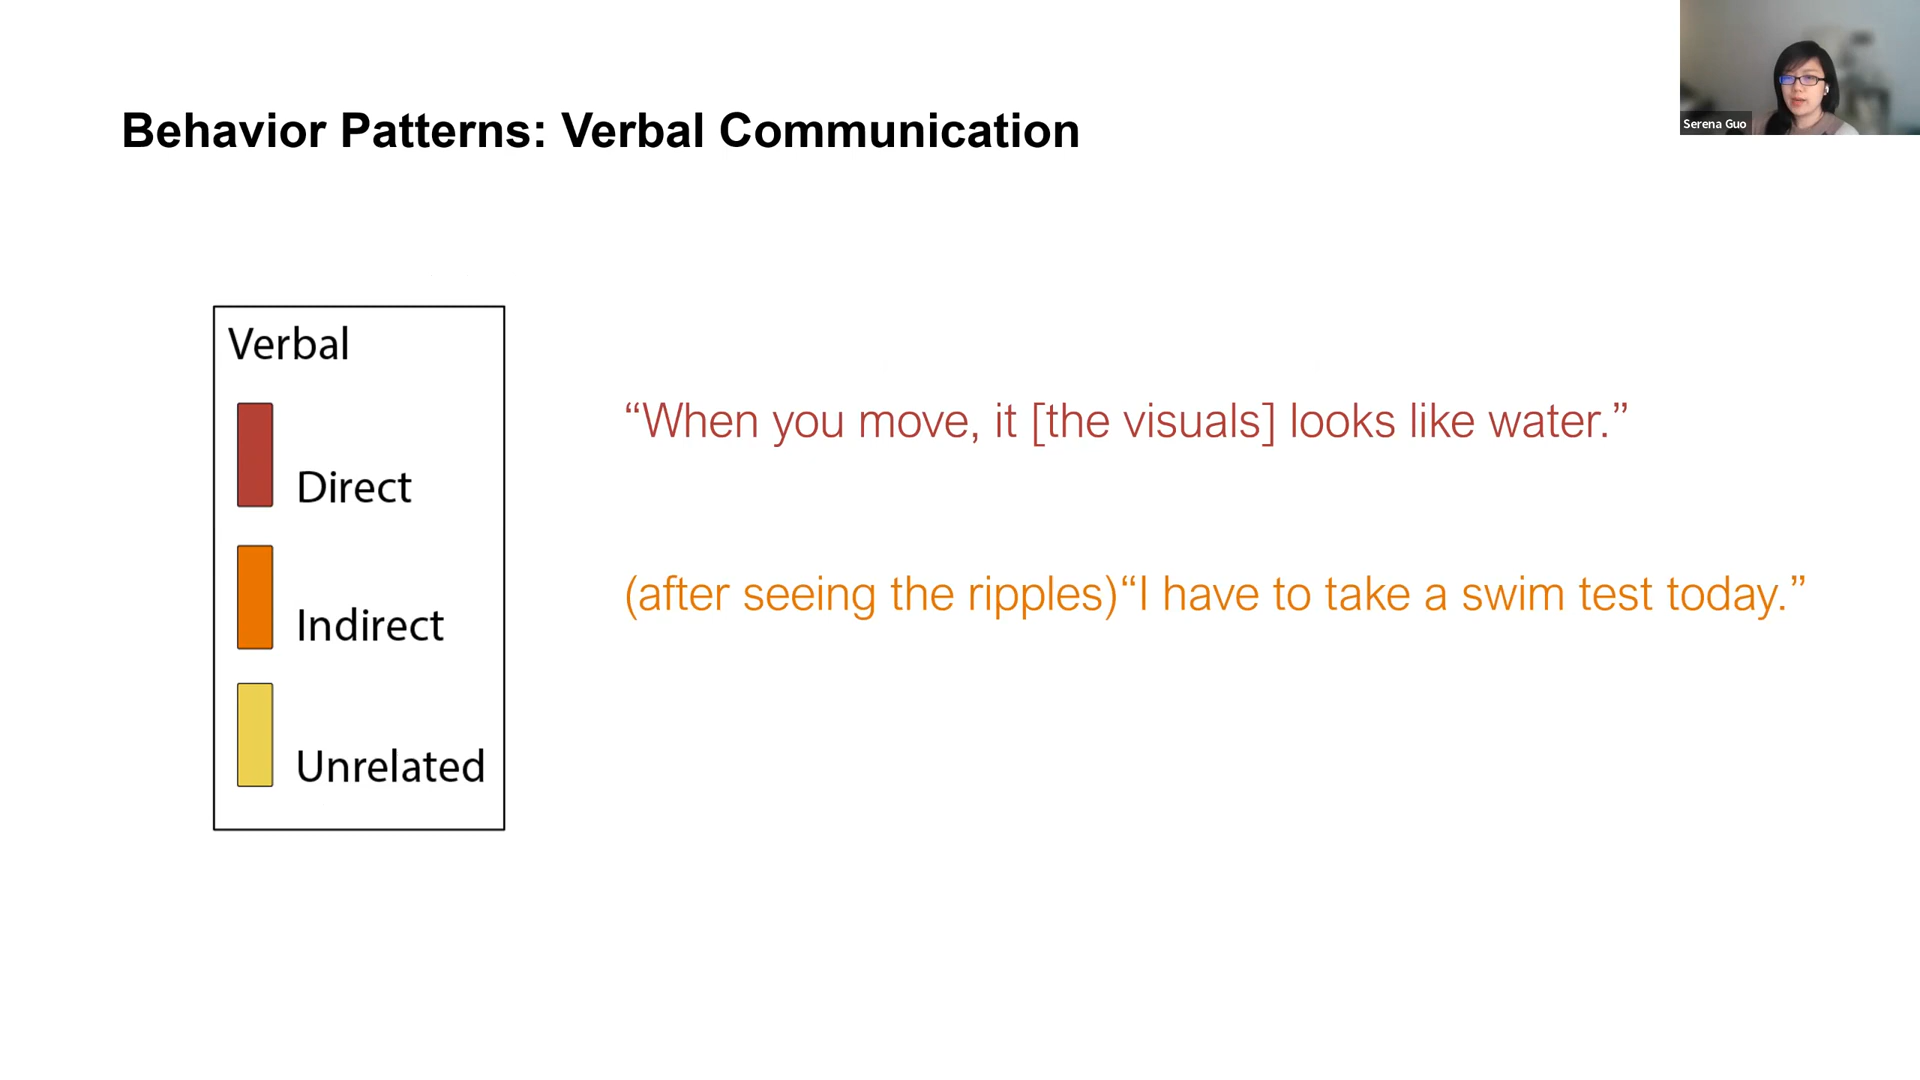 Serena Guo
Behavior Patterns: Verbal Communication
Verbal
Direct
“When you move, it [the visuals] looks like water.”
Indirect
(after seeing the ripples)“I have to take a swim test today.”
Unrelated